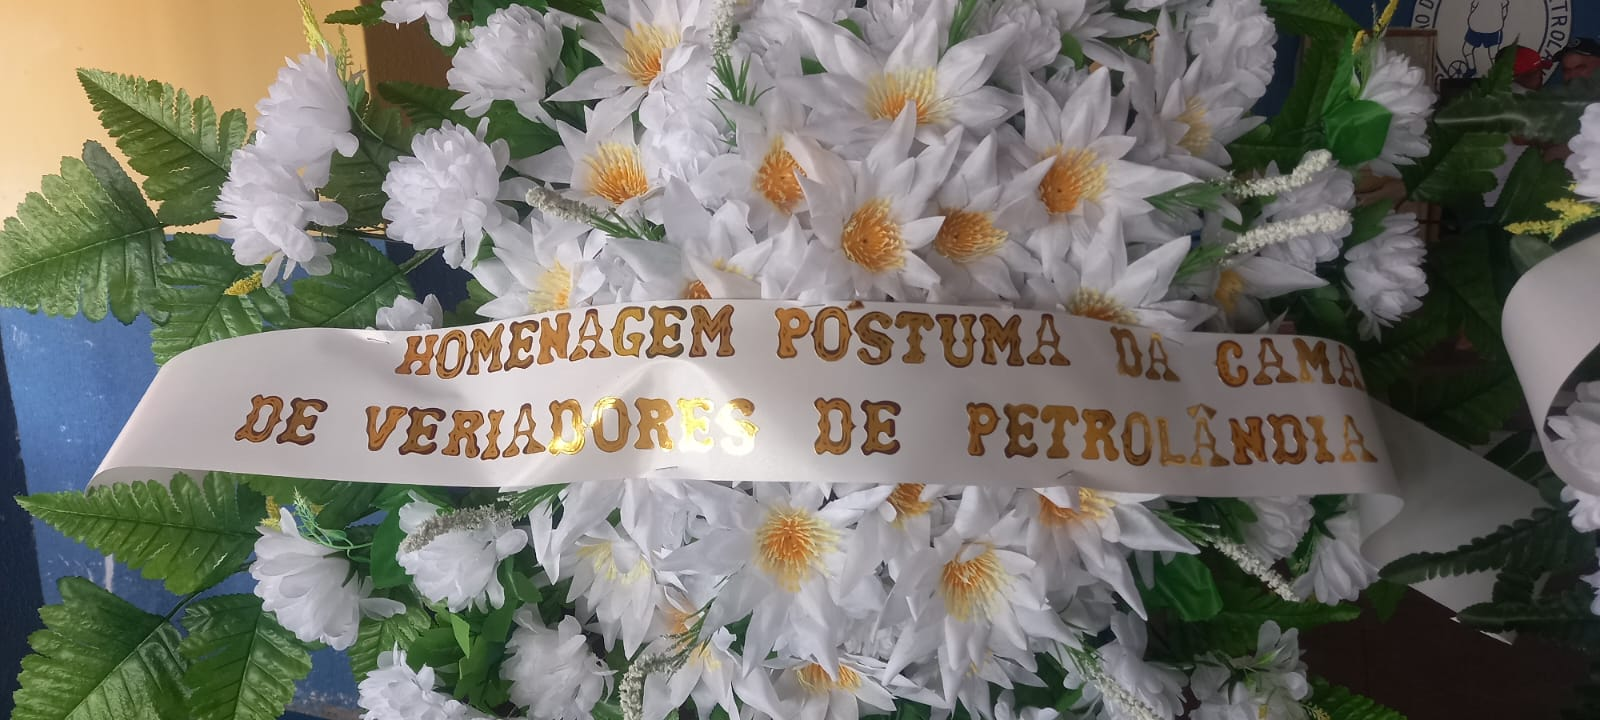 HOMENAGEM PÓSTUMA DA CAMA
DE VERIADORES DE PETROLÂNDIA